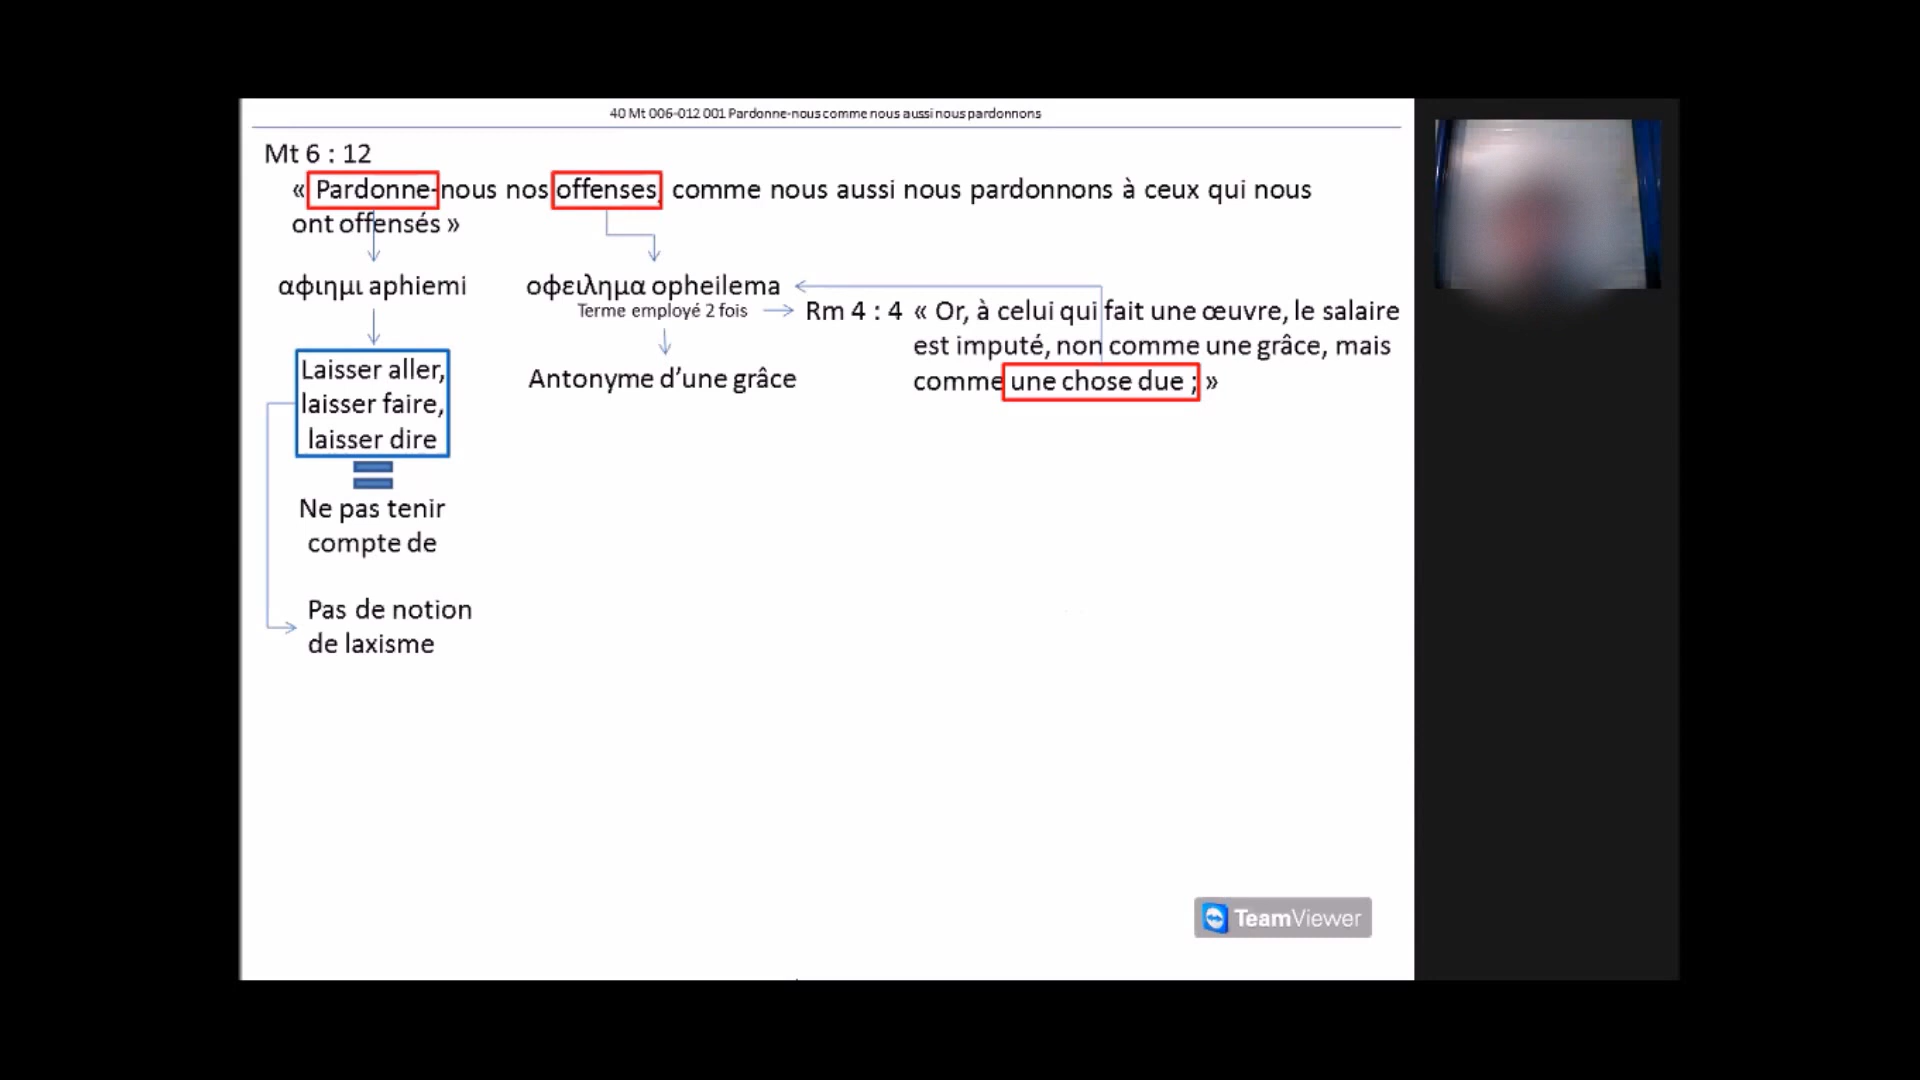 40 Mt 006-012 001 Pardonne-nous comme nous aussi nous pardonnons
Mt 6 : 12
« Pardonne-nous nos offenses, comme nous aussi nous pardonnons à ceux qui nous
ont offensés »
αφιημι aphiemi
οφειλημα opheilema
Terme employé 2 fois
Rm 4 : 4 « Or, à celui qui fait une œuvre, le salaire
est imputé, non comme une grâce, mais
comme une chose due ; »
Antonyme d’une grâce
Laisser aller,
laisser faire,
laisser dire
Ne pas tenir
compte de
Pas de notion
de laxisme
TeamViewer